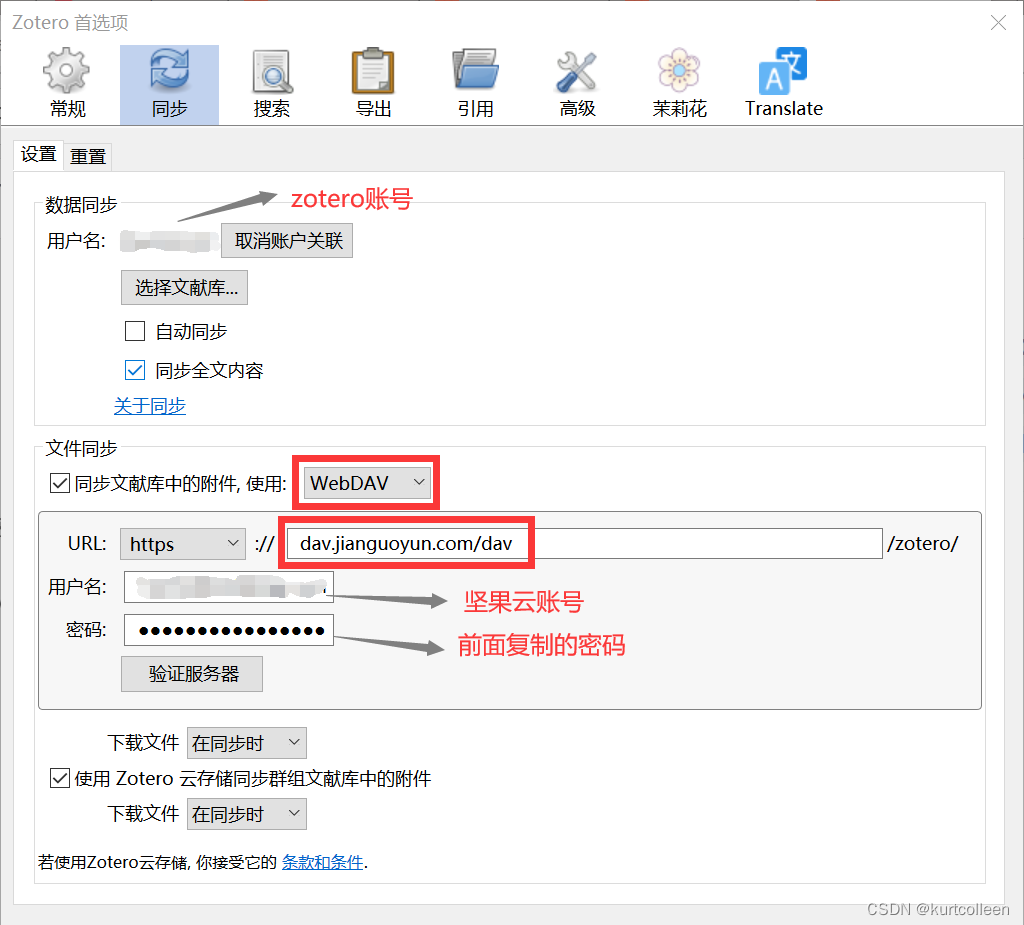 Zotero 首选项
常规 同步 搜索 导出 引用 高级 茉莉花 Translate
设置 重置
数据同步
zotero账号
用户名: 取消账户关联
选择文献库...
自动同步
同步全文内容
关于同步
文件同步
同步文献库中的附件, 使用: WebDAV
URL: https :// dav.jianguoyun.com/dav /zotero/
用户名:
坚果云账号
密码: ●●●●●●●●●●●●●●●●
前面复制的密码
验证服务器
下载文件 在同步时
使用 Zotero 云存储同步群组文献库中的附件
下载文件 在同步时
若使用Zotero云存储, 你接受它的 条款和条件.
CSDN @kurtcolleen